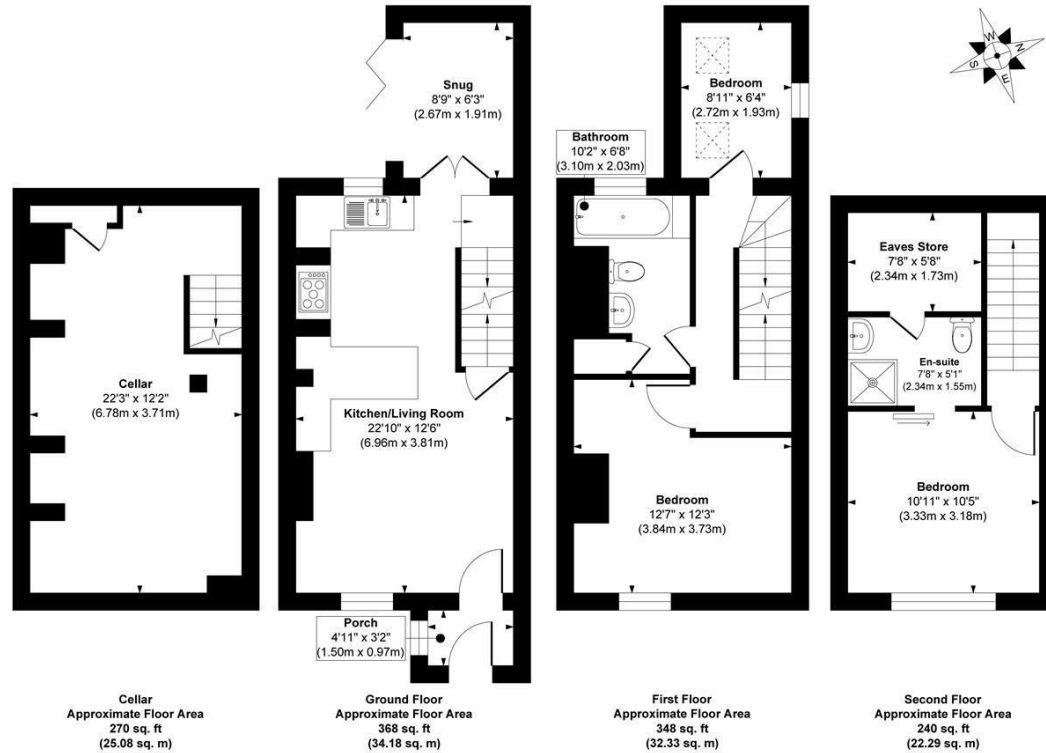 Cellar
22'3" x 12'2"
(6.78m x 3.71m)
Snug
8'9" x 6'3"
(2.67m x 1.91m)
Kitchen/Living Room
22'10" x 12'6"
(6.96m x 3.81m)
Porch
4'11" x 3'2"
(1.50m x 0.97m)
Bathroom
10'2" x 6'8"
(3.10m x 2.03m)
Bedroom
8'11" x 6'4"
(2.72m x 1.93m)
Bedroom
12'7" x 12'3"
(3.84m x 3.73m)
N
E
S
W
Eaves Store
7'8" x 5'8"
(2.34m x 1.73m)
En-suite
7'8" x 5'1"
(2.34m x 1.55m)
Bedroom
10'11" x 10'5"
(3.33m x 3.18m)
Cellar
Approximate Floor Area
270 sq. ft
(25.08 sq. m)
Ground Floor
Approximate Floor Area
368 sq. ft
(34.18 sq. m)
First Floor
Approximate Floor Area
348 sq. ft
(32.33 sq. m)
Second Floor
Approximate Floor Area
240 sq. ft
(22.29 sq. m)